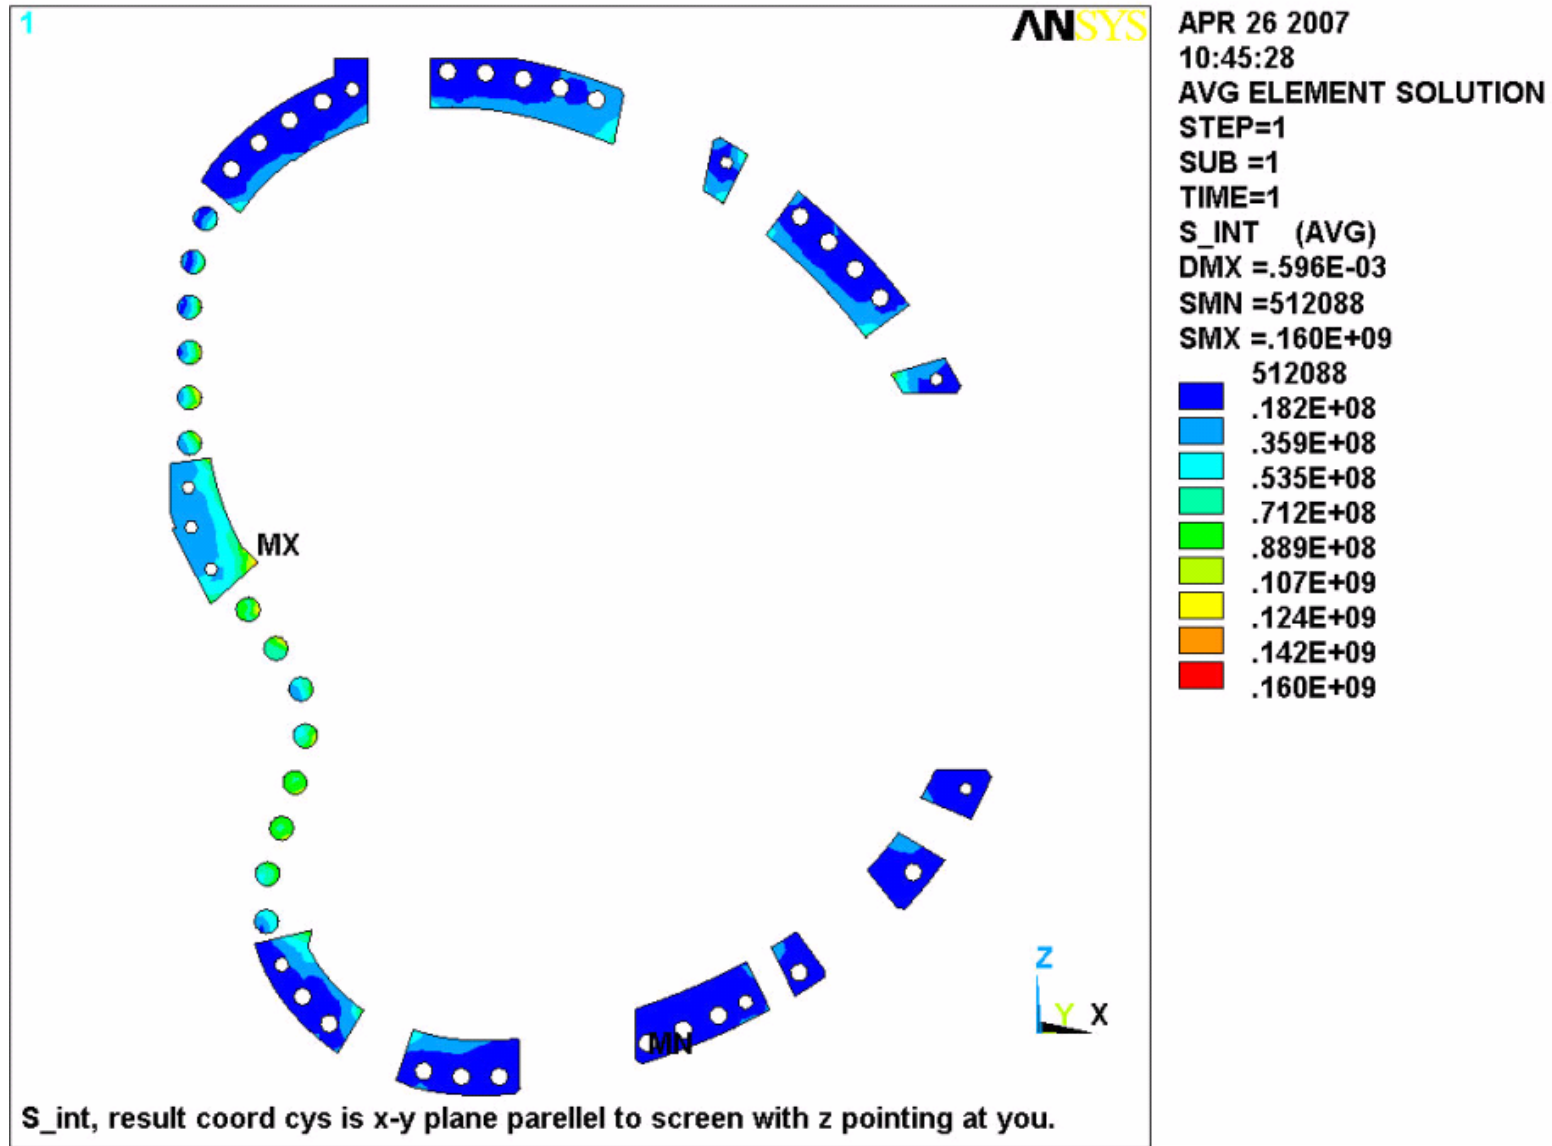 1
ANSYS
APR 26 2007
10:45:28
AVG ELEMENT SOLUTION
STEP=1
SUB =1
TIME=1
S_INT (AVG)
DMX =.596E-03
SMN =512088
SMX =.160E+09
512088
.182E+08
.359E+08
.535E+08
.712E+08
.889E+08
.107E+09
.124E+09
.142E+09
.160E+09
MX
MN
Z
Y X
S_int, result coord cys is x-y plane parellel to screen with z pointing at you.